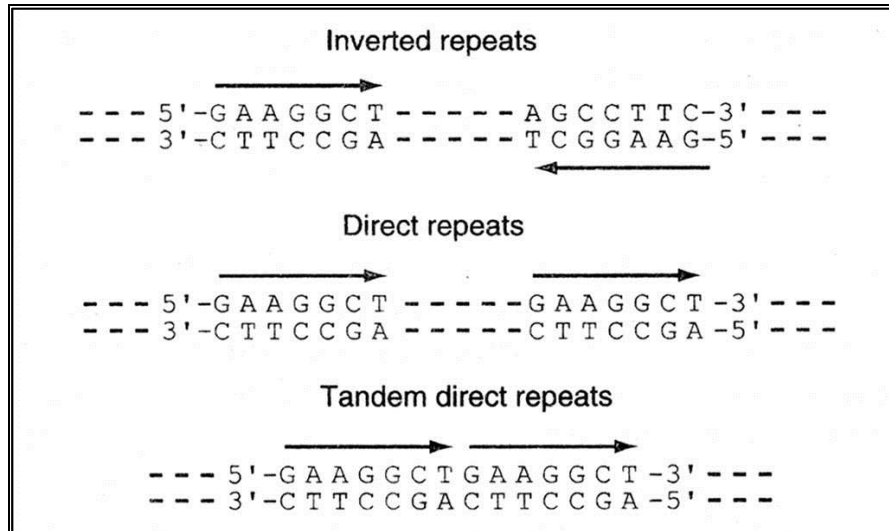 Inverted repeats
--- 5'-GAAGGCT-----AGCCTTC-3'---
--- 3'-CTTCCGA-----TCGGAAG-5'---
Direct repeats
--- 5'-GAAGGCT-----GAAGGCT-3'---
--- 3'-CTTCCGA-----CTTCCGA-5'---
Tandem direct repeats
--- 5'-GAAGGCTGAAGGCT-3'---
--- 3'-CTTCCGACTTCCGA-5'---